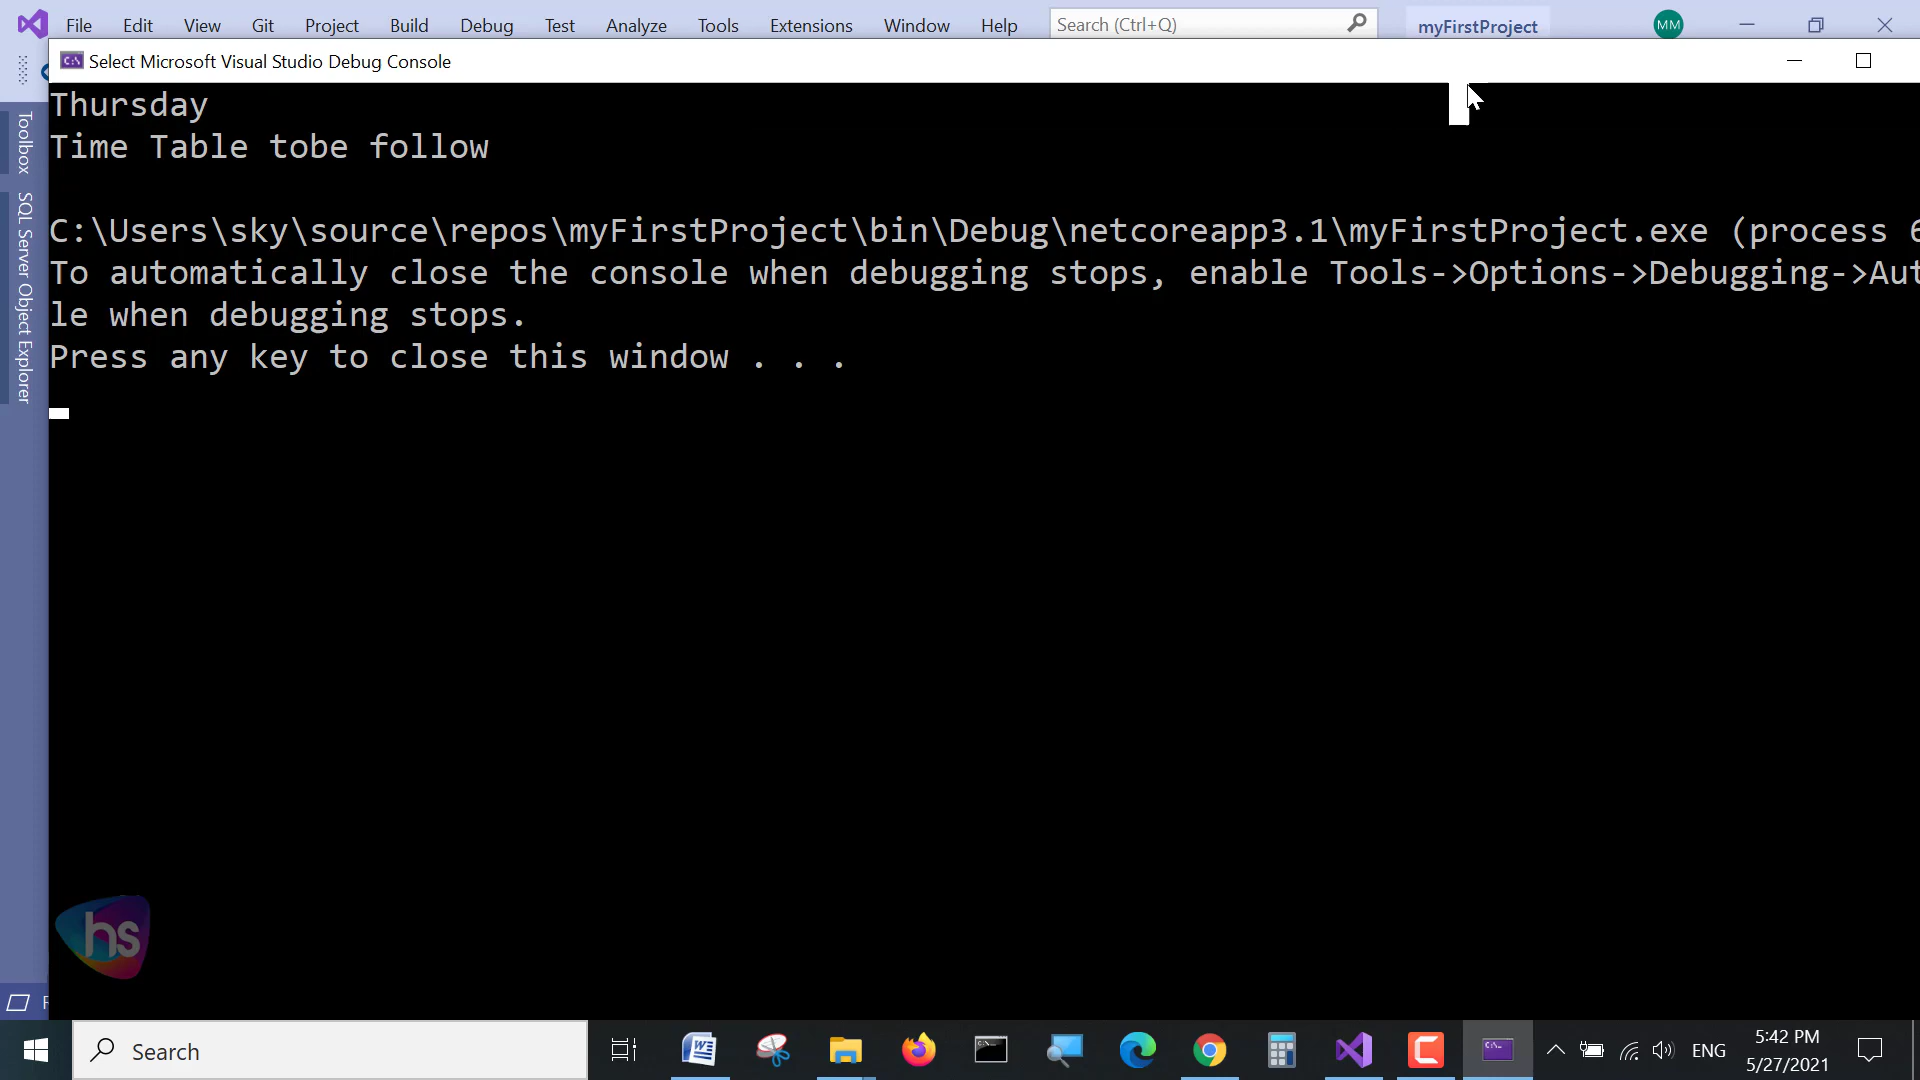 File Edit View Git Project Build Debug Test Analyze Tools Extensions Window Help Search (Ctrl+Q) myFirstProject MM
Select Microsoft Visual Studio Debug Console
Thursday
Time Table tobe follow
C:\Users\sky\source\repos\myFirstProject\bin\Debug\netcoreapp3.1\myFirstProject.exe (process 6
To automatically close the console when debugging stops, enable Tools->Options->Debugging->Aut
le when debugging stops.
Press any key to close this window . . .
Toolbox
SQL Server Object Explorer
hs
Search
ENG
5:42 PM
5/27/2021